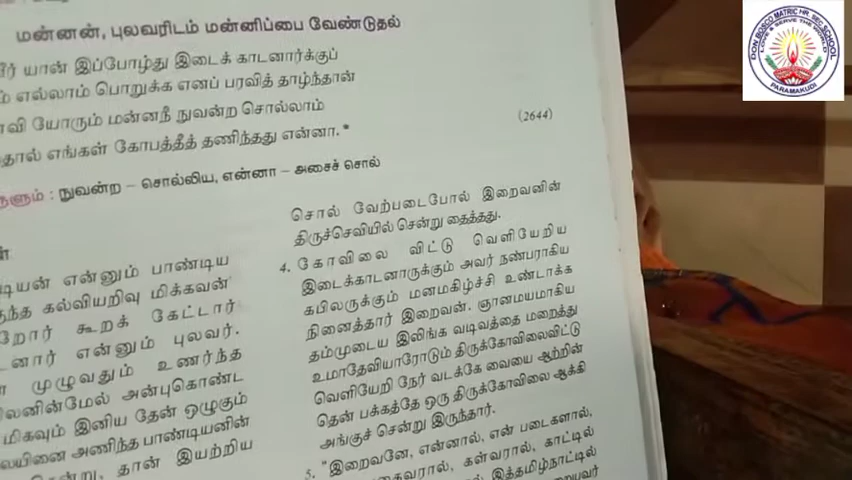 மன்னன், புலவரிடம் மன்னிப்பை வேண்டுதல்
யான் இப்போழ்து இடைக் காடனார்க்குப்
எல்லாம் பொறுக்க எனப் பரவித் தாழ்ந்தான்
யோரும் மன்னநீ நுவன்ற சொல்லாம்
எங்கள் கோபத்தீத் தணிந்தது என்னா.*
(2644)
நுவன்ற – சொல்லிய, என்னா – அசைச் சொல்
என்னும் பாண்டிய
கல்வியறிவு மிக்கவன்
கூறக் கேட்டார்
என்னும் புலவர்.
முழுவதும் உணர்ந்த
அன்புகொண்ட
மிகவும் இனிய தேன் ஒழுகும்
அணிந்த பாண்டியனின்
தான் இயற்றிய
சொல் வேற்படைபோல் இறைவனின்
திருச்செவியில் சென்று தைத்தது.
4. கோவிலை விட்டு வெளியேறிய
இடைக்காடனாருக்கும் அவர் நண்பராகிய
கபிலருக்கும் மனமகிழ்ச்சி உண்டாக்க
நினைத்தார் இறைவன். ஞானமயமாகிய
தம்முடைய இலிங்க வடிவத்தை மறைத்து
உமாதேவியாரோடும் திருக்கோவிலைவிட்டு
வெளியேறி நேர் வடக்கே வையை ஆற்றின்
தென் பக்கத்தே ஒரு திருக்கோவிலை ஆக்கி
அங்குச் சென்று இருந்தார்.
5. "இறைவனே, என்னால், என் படைகளால்,
கள்வரால், காட்டில்
இத்தமிழ்நாட்டில்
DON BOSCO MATRIC HR SEC SCHOOL
"LOVE & SERVE THE WORLD"
PARAMAKUDI